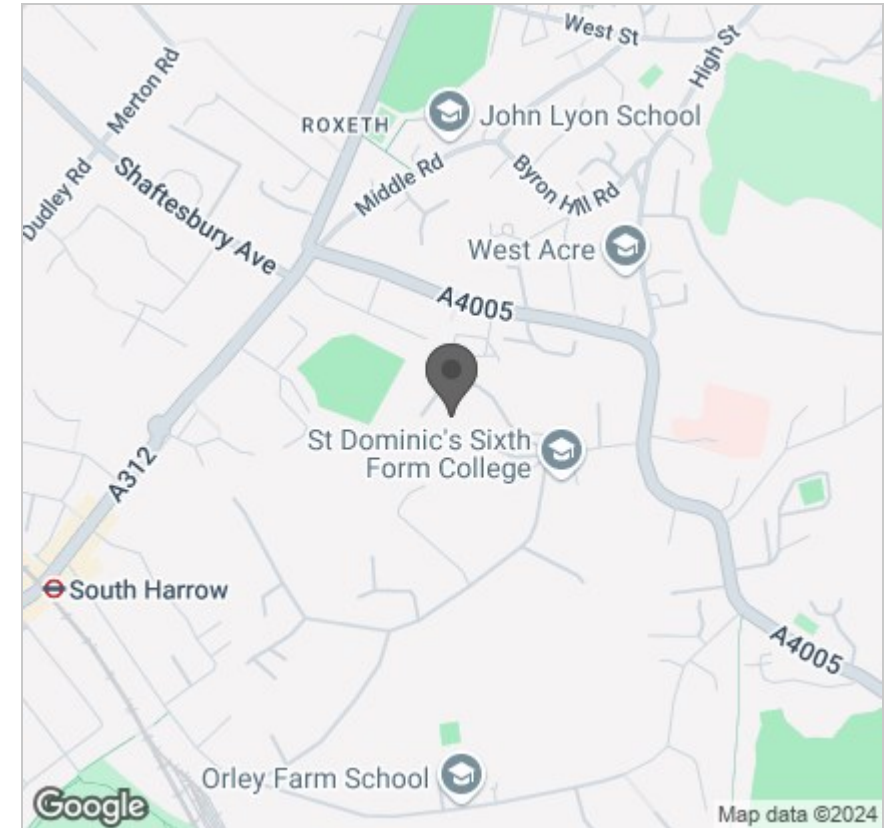 West St
High St
Merton Rd
ROXETH
John Lyon School
Middle Rd
Byron Hill Rd
Dudley Rd
Shaftesbury Ave
West Acre
A4005
St Dominic's Sixth
Form College
A312
South Harrow
A4005
Orley Farm School
Google
Map data ©2024